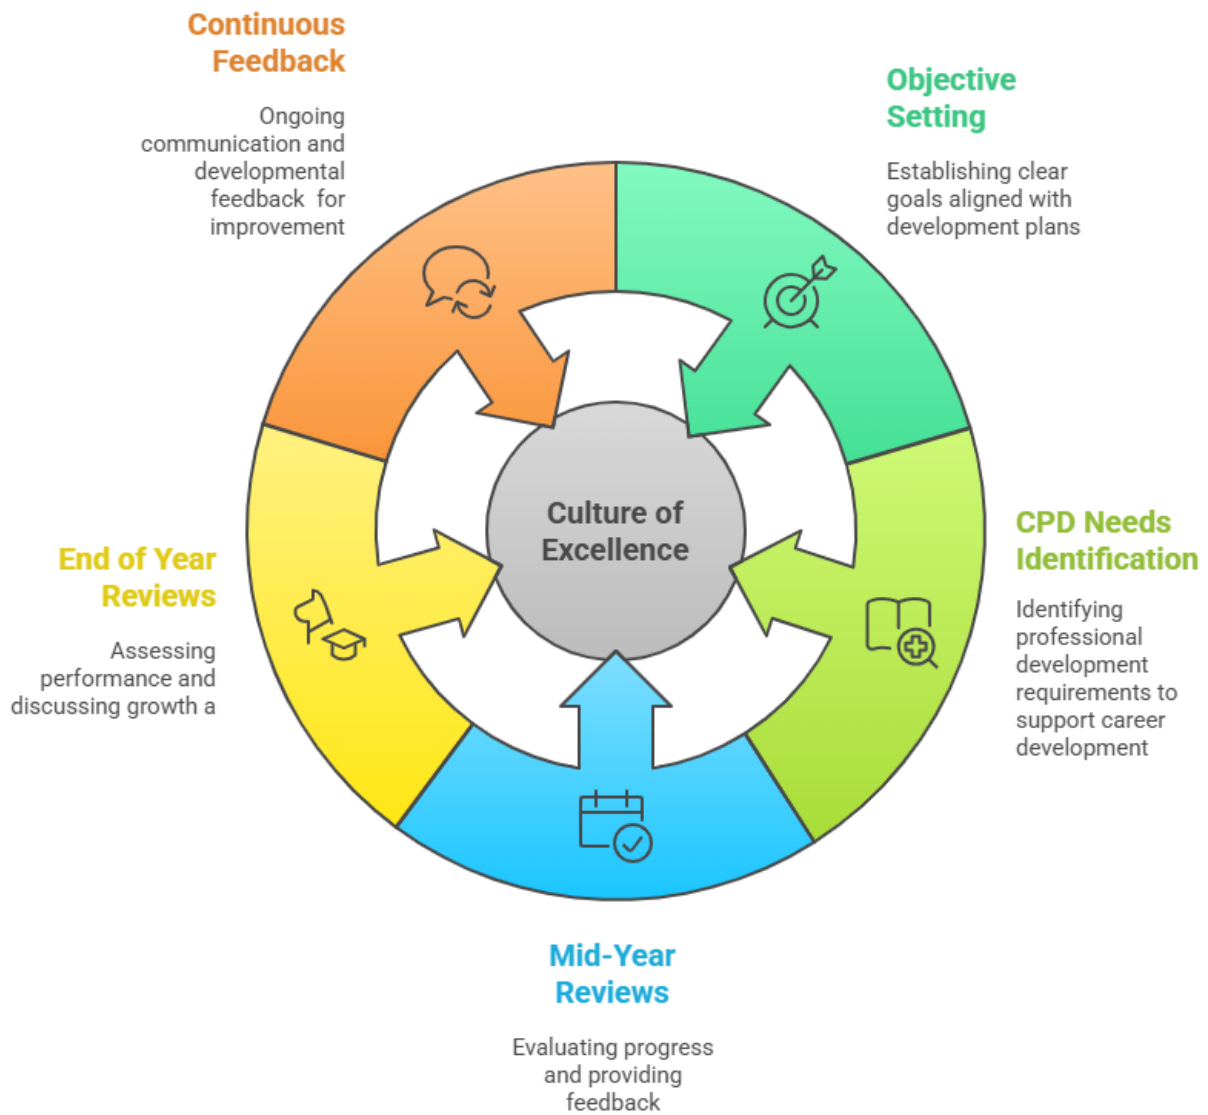 Continuous
Feedback
Ongoing
communication and
developmental
feedback for
improvement
Objective
Setting
Establishing clear
goals aligned with
development plans
Culture of
Excellence
CPD Needs
Identification
Identifying
professional
development
requirements to
support career
development
End of Year
Reviews
Assessing
performance and
discussing growth a
Mid-Year
Reviews
Evaluating progress
and providing
feedback